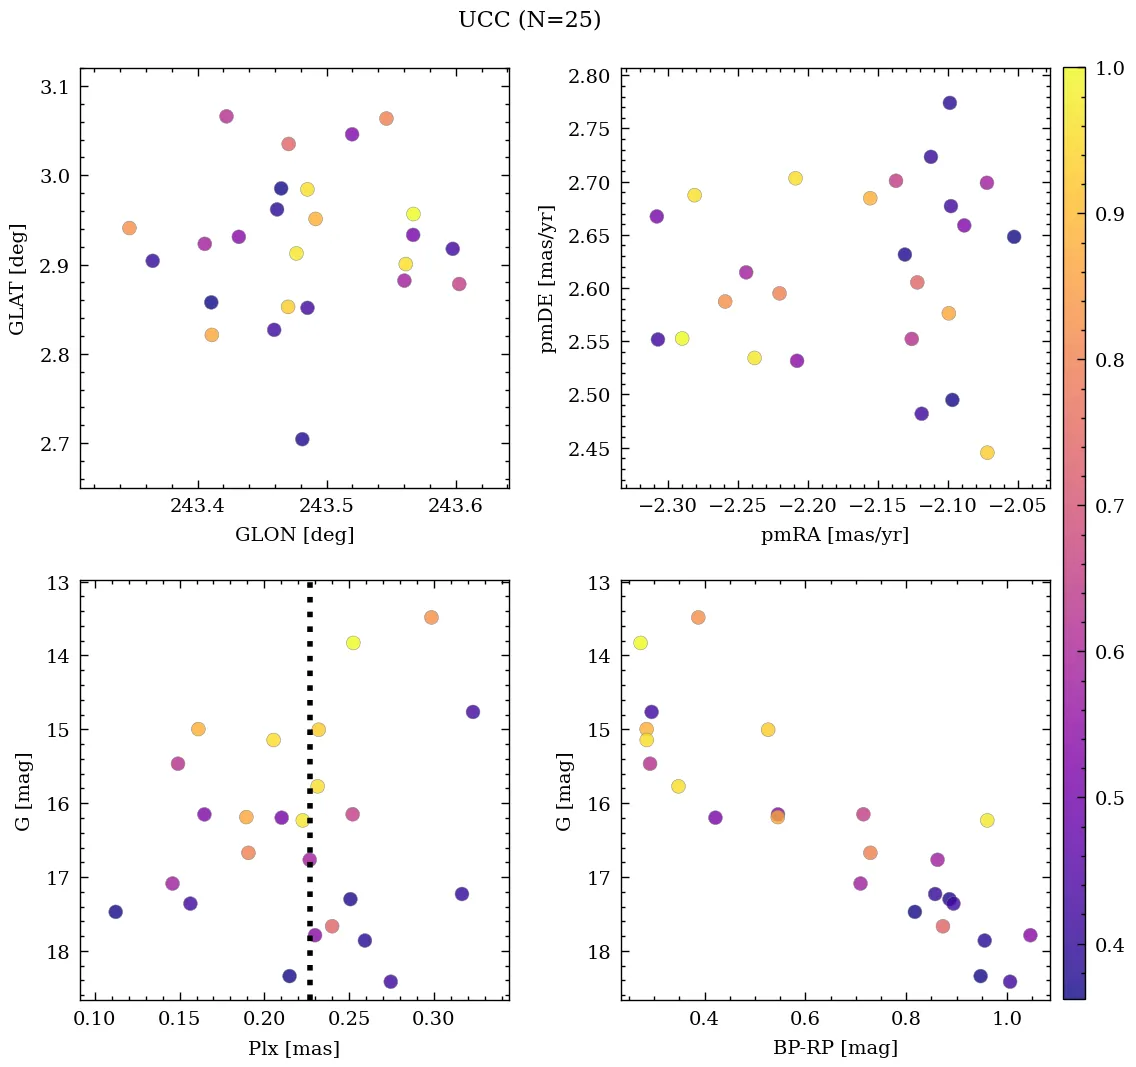 UCC (N=25)
3.1
3.0
2.9
2.8
2.7
GLAT [deg]
243.4 243.5 243.6
GLON [deg]
2.80
2.75
2.70
2.65
2.60
2.55
2.50
2.45
pmDE [mas/yr]
−2.30 −2.25 −2.20 −2.15 −2.10 −2.05
pmRA [mas/yr]
13
14
15
16
17
18
G [mag]
0.10 0.15 0.20 0.25 0.30
Plx [mas]
13
14
15
16
17
18
G [mag]
0.4 0.6 0.8 1.0
BP-RP [mag]
1.0
0.9
0.8
0.7
0.6
0.5
0.4